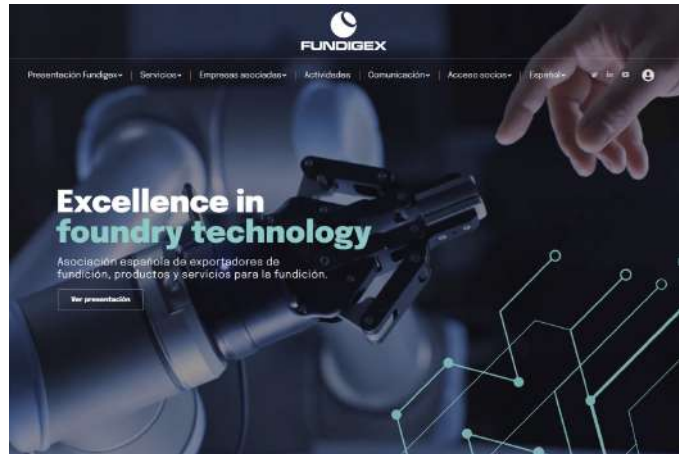 FUNDIGEX
Presentación Fundigex | Servicios | Empresas asociadas | Actividades | Comunicación | Acceso socios | Español
Excellence in
foundry technology
Asociación española de exportadores de
fundición, productos y servicios para la fundición.
Ver presentación